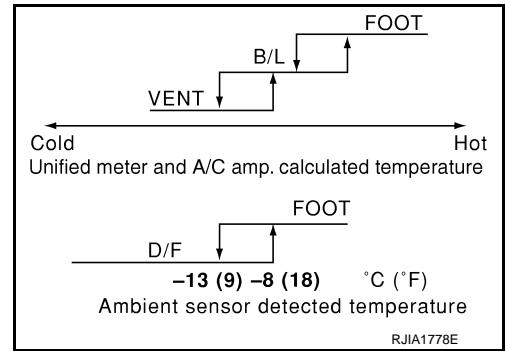 FOOT
B/L
VENT
Cold Hot
Unified meter and A/C amp. calculated temperature
FOOT
D/F
–13 (9) –8 (18) °C (°F)
Ambient sensor detected temperature
RJIA1778E